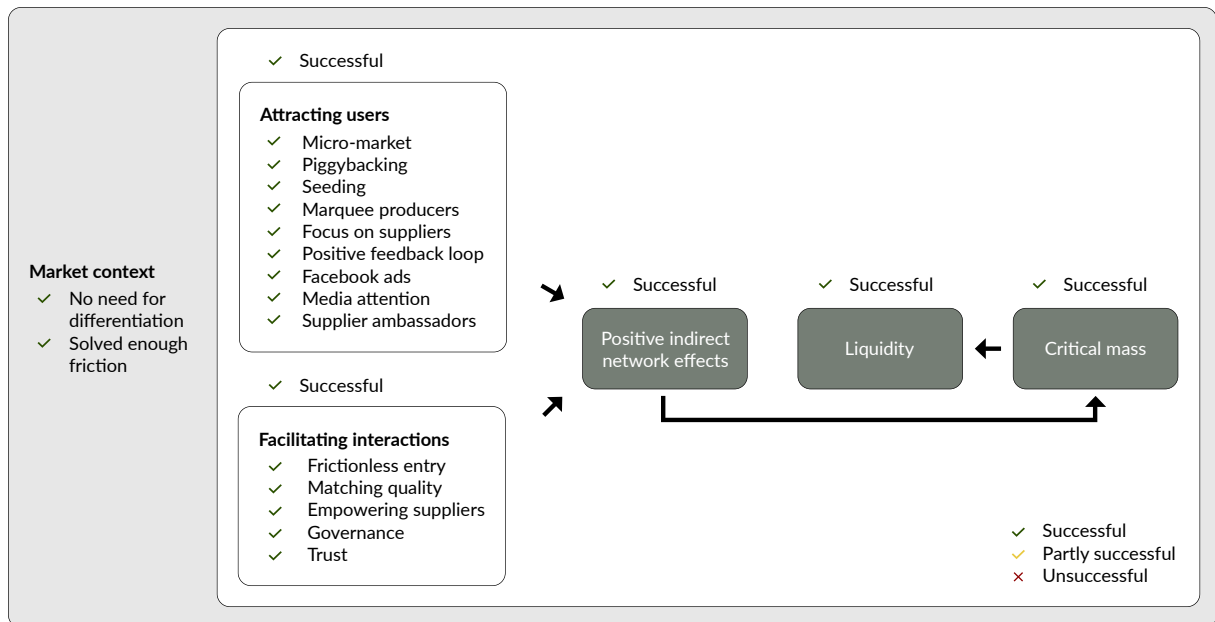 Market context
No need for
differentiation
Solved enough
friction
Successful
Attracting users
Micro-market
Piggybacking
Seeding
Marquee producers
Focus on suppliers
Positive feedback loop
Facebook ads
Media attention
Supplier ambassadors
Successful
Facilitating interactions
Frictionless entry
Matching quality
Empowering suppliers
Governance
Trust
Successful
Positive indirect
network effects
Successful
Liquidity
Successful
Critical mass
Successful
Partly successful
Unsuccessful